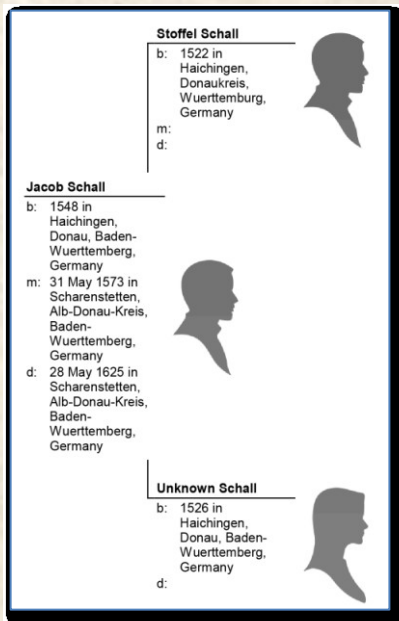 Stoffel Schall
b: 1522 in
Haichingen,
Donaukreis,
Wuerttemburg,
Germany
m:
d:
Jacob Schall
b: 1548 in
Haichingen,
Donau, Baden-
Wuerttemberg,
Germany
m: 31 May 1573 in
Scharenstetten,
Alb-Donau-Kreis,
Baden-
Wuerttemberg,
Germany
d: 28 May 1625 in
Scharenstetten,
Alb-Donau-Kreis,
Baden-
Wuerttemberg,
Germany
Unknown Schall
b: 1526 in
Haichingen,
Donau, Baden-
Wuerttemberg,
Germany
d: